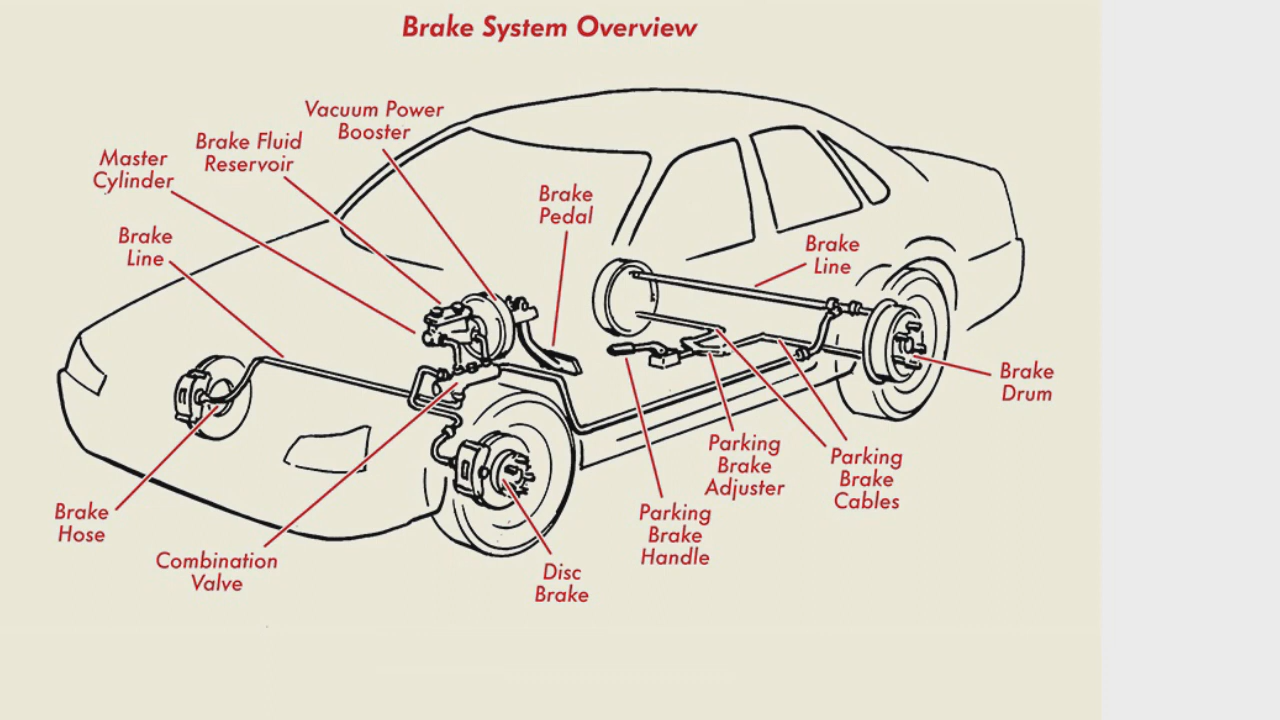 Brake System Overview
Vacuum Power
Booster
Brake Fluid
Reservoir
Master
Cylinder
Brake
Pedal
Brake
Line
Brake
Line
Brake
Drum
Parking
Brake
Adjuster
Parking
Brake
Cables
Parking
Brake
Handle
Brake
Hose
Combination
Valve
Disc
Brake